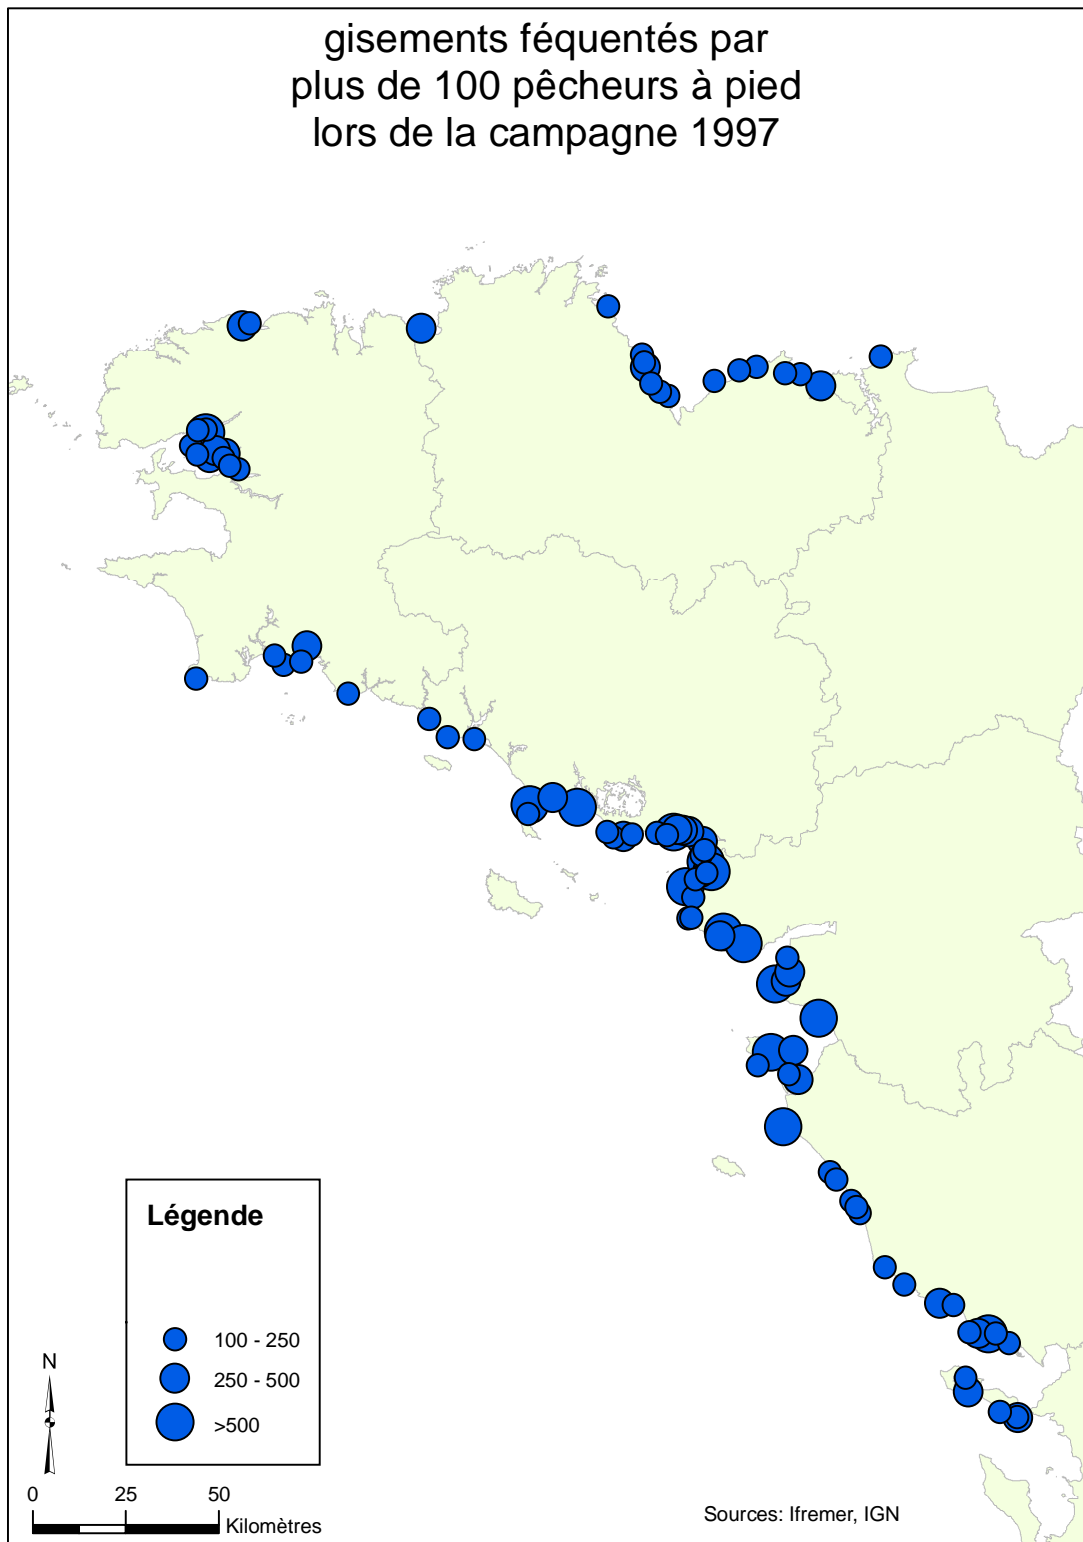 gisements féquentés par
plus de 100 pêcheurs à pied
lors de la campagne 1997
Légende
100 - 250
250 - 500
>500
N
0 25 50
Kilomètres
Sources: Ifremer, IGN